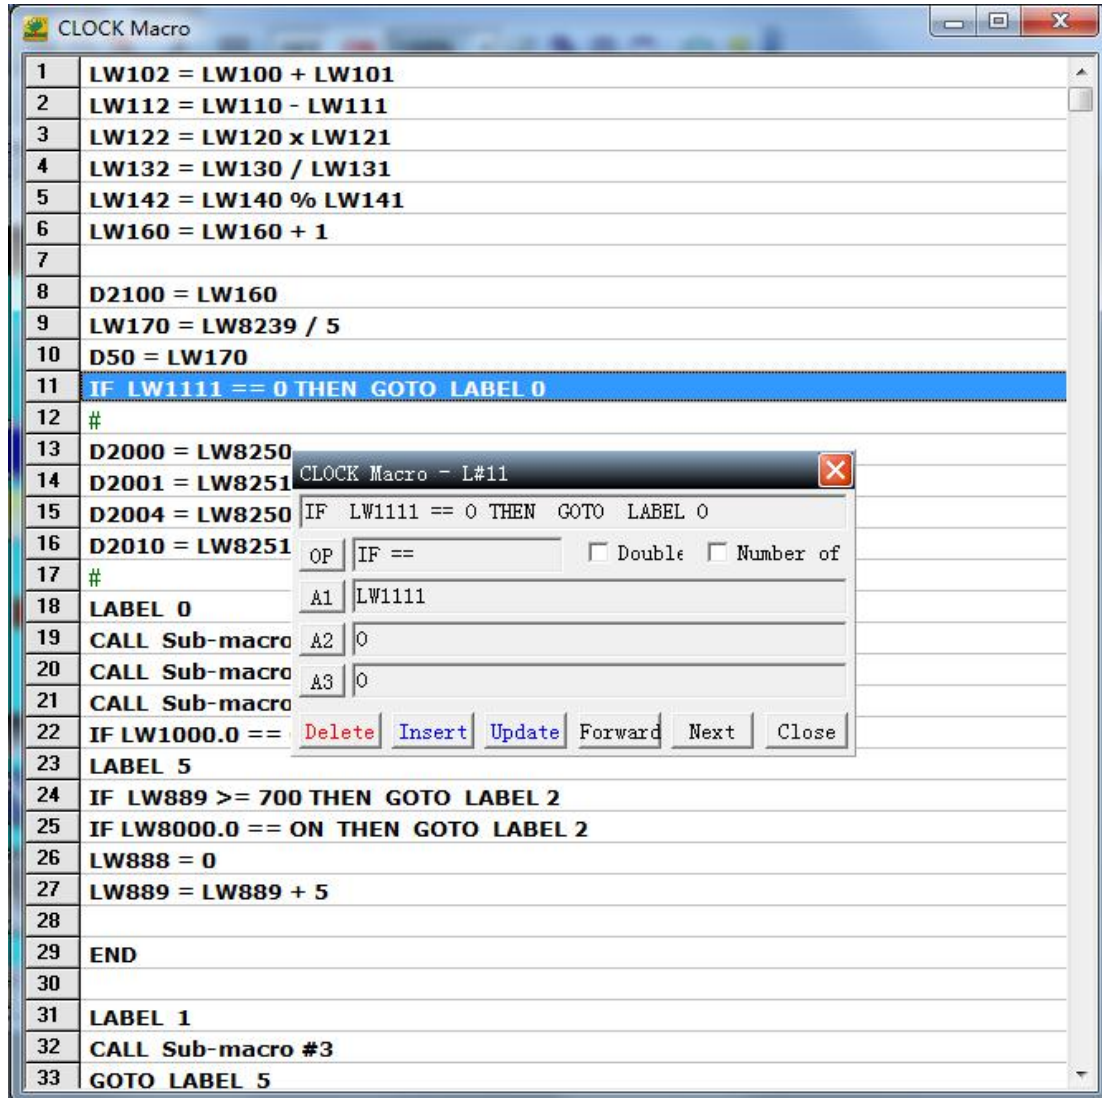 CLOCK Macro
1 LW102 = LW100 + LW101
2 LW112 = LW110 - LW111
3 LW122 = LW120 x LW121
4 LW132 = LW130 / LW131
5 LW142 = LW140 % LW141
6 LW160 = LW160 + 1
7
8 D2100 = LW160
9 LW170 = LW8239 / 5
10 D50 = LW170
11 IF LW1111 == 0 THEN GOTO LABEL 0
12 #
13 D2000 = LW8250
14 D2001 = LW8251
15 D2004 = LW8250
16 D2010 = LW8251
17 #
18 LABEL 0
19 CALL Sub-macro
20 CALL Sub-macro
21 CALL Sub-macro
22 IF LW1000.0 ==
23 LABEL 5
24 IF LW889 >= 700 THEN GOTO LABEL 2
25 IF LW8000.0 == ON THEN GOTO LABEL 2
26 LW888 = 0
27 LW889 = LW889 + 5
28
29 END
30
31 LABEL 1
32 CALL Sub-macro #3
33 GOTO LABEL 5
CLOCK Macro - L#11
IF LW1111 == 0 THEN GOTO LABEL 0
OP IF == Double Number of
A1 LW1111
A2 0
A3 0
Delete Insert Update Forward Next Close